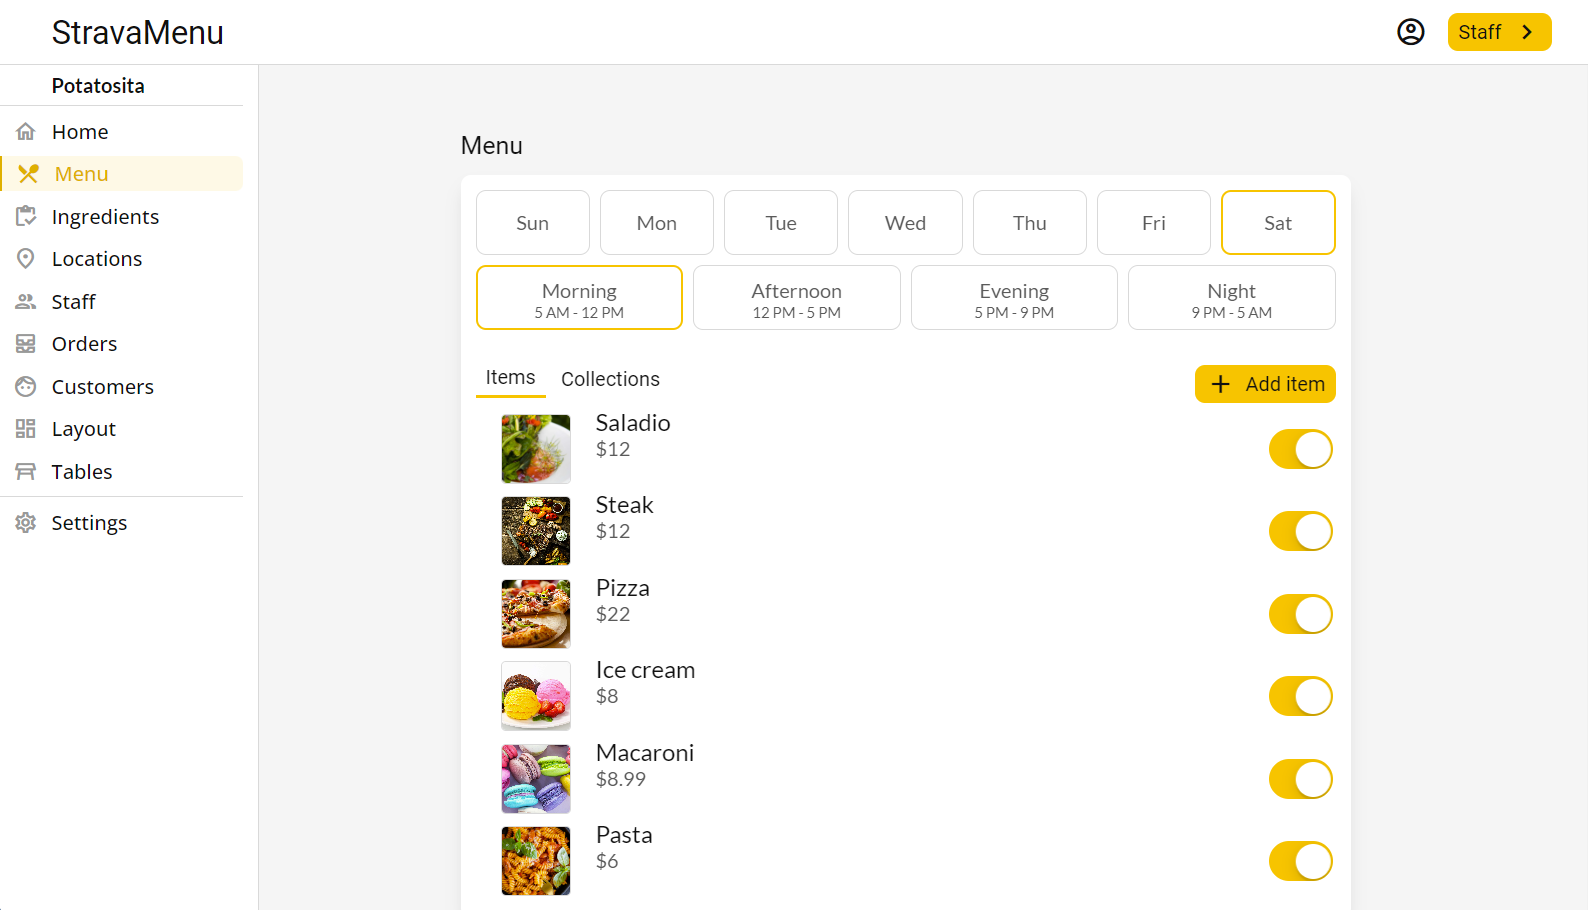 StravaMenu
Staff
Potatosita
Home
Menu
Ingredients
Locations
Staff
Orders
Customers
Layout
Tables
Settings
Menu
Sun Mon Tue Wed Thu Fri Sat
Morning Afternoon Evening Night
5 AM - 12 PM 12 PM - 5 PM 5 PM - 9 PM 9 PM - 5 AM
Items Collections Add item
Saladio
$12
Steak
$12
Pizza
$22
Ice cream
$8
Macaroni
$8.99
Pasta
$6